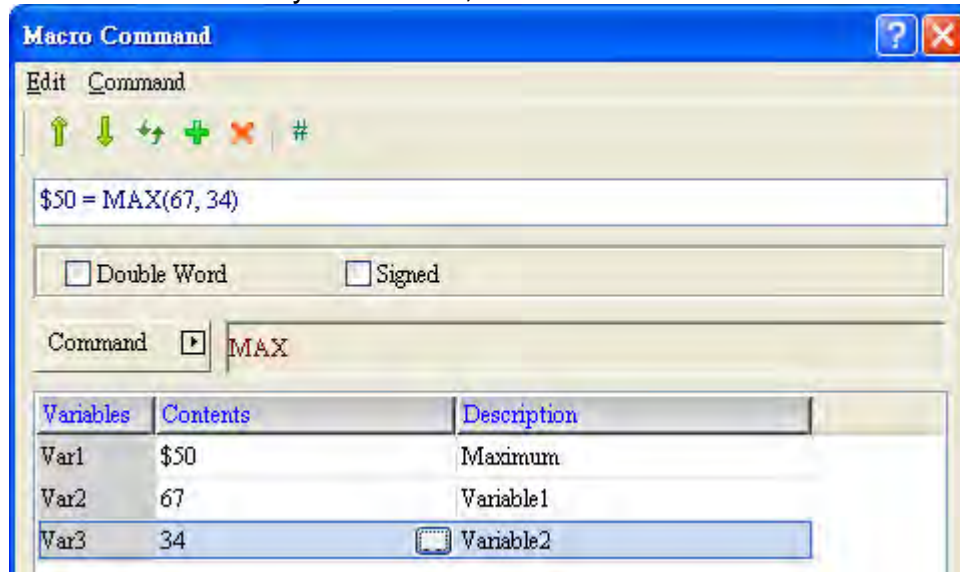 Macro Command
Edit Command
#
$50 = MAX(67, 34)
Double Word Signed
Command MAX
Variables Contents Description
Var1 $50 Maximum
Var2 67 Variable1
Var3 34 Variable2